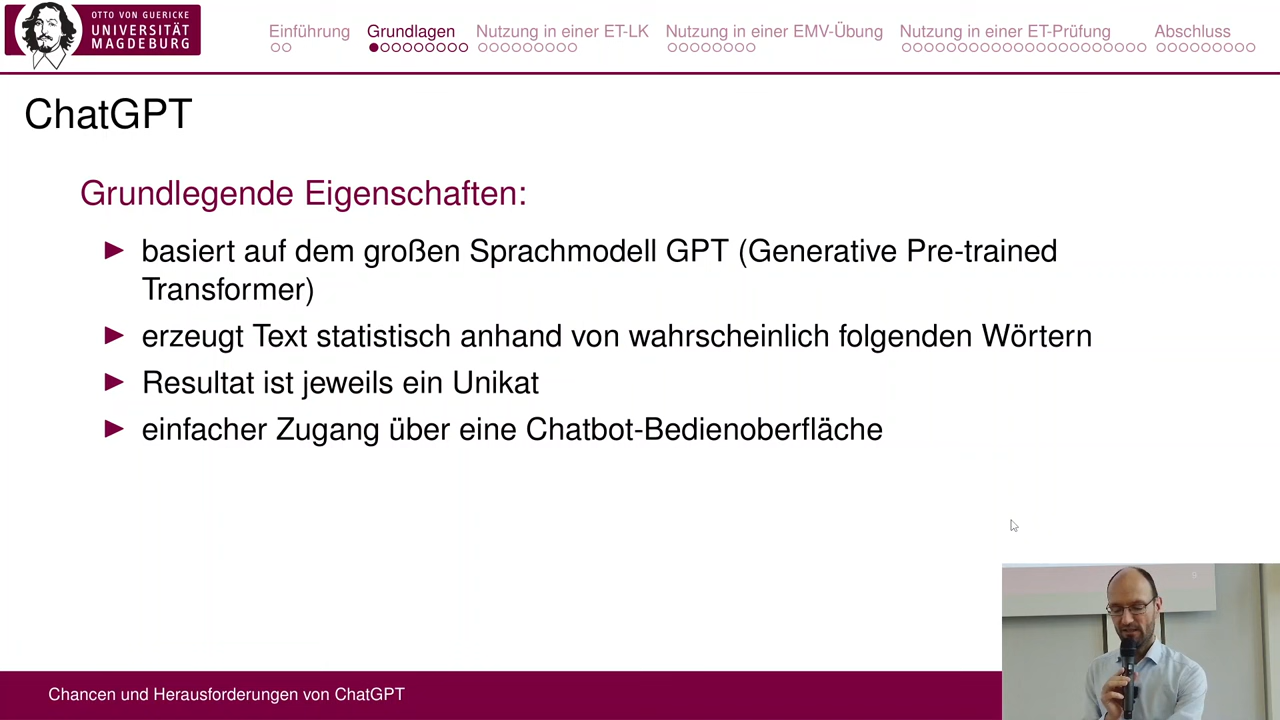 OTTO VON GUERICKE
UNIVERSITÄT
MAGDEBURG
Einführung
Grundlagen
Nutzung in einer ET-LK
Nutzung in einer EMV-Übung
Nutzung in einer ET-Prüfung
Abschluss
ChatGPT
Grundlegende Eigenschaften:
basiert auf dem großen Sprachmodell GPT (Generative Pre-trained
Transformer)
erzeugt Text statistisch anhand von wahrscheinlich folgenden Wörtern
Resultat ist jeweils ein Unikat
einfacher Zugang über eine Chatbot-Bedienoberfläche
Chancen und Herausforderungen von ChatGPT